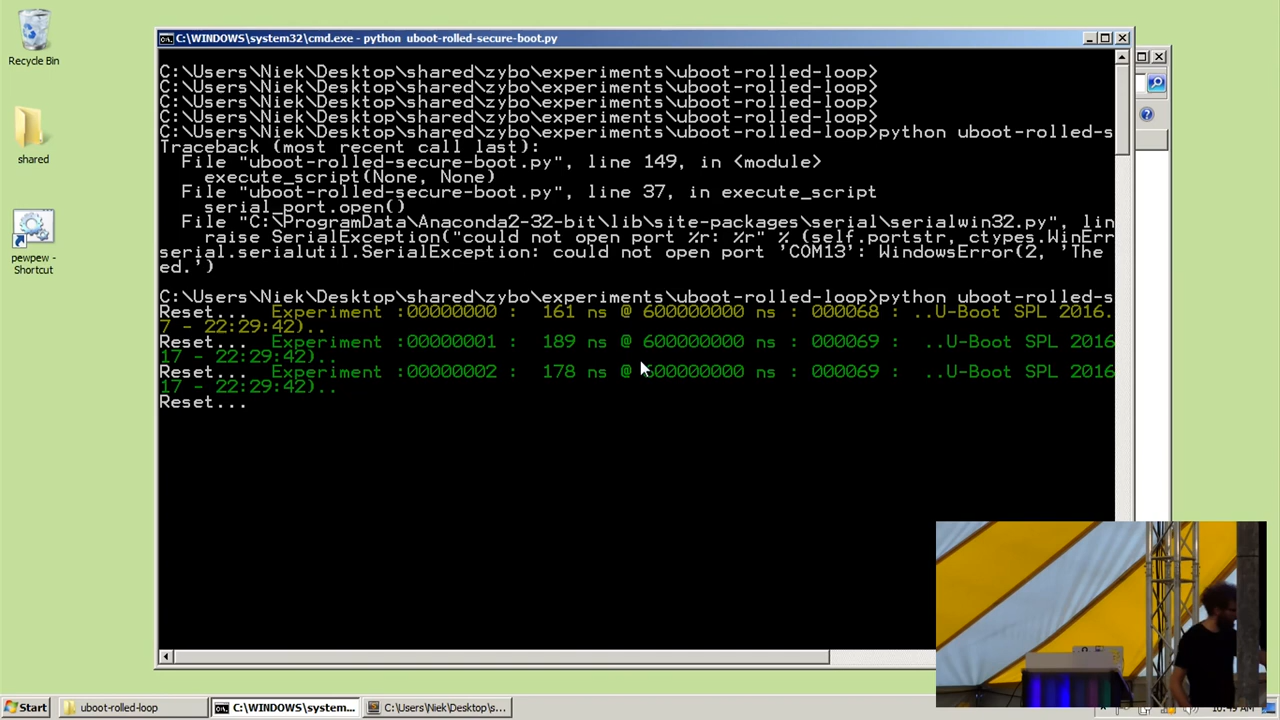 Recycle Bin
shared
pewpew -
Shortcut
C:\WINDOWS\system32\cmd.exe - python uboot-rolled-secure-boot.py
C:\Users\Niek\Desktop\shared\zybo\experiments\uboot-rolled-loop>
C:\Users\Niek\Desktop\shared\zybo\experiments\uboot-rolled-loop>
C:\Users\Niek\Desktop\shared\zybo\experiments\uboot-rolled-loop>
C:\Users\Niek\Desktop\shared\zybo\experiments\uboot-rolled-loop>
C:\Users\Niek\Desktop\shared\zybo\experiments\uboot-rolled-loop>python uboot-rolled-s
Traceback (most recent call last):
File "uboot-rolled-secure-boot.py", line 149, in <module>
execute_script(None, None)
File "uboot-rolled-secure-boot.py", line 37, in execute_script
serial_port.open()
File "C:\ProgramData\Anaconda2-32-bit\lib\site-packages\serial\serialwin32.py", lin
raise SerialException("could not open port %r: %r" % (self.portstr, ctypes.WinErr
serial.serialutil.SerialException: could not open port 'COM13': WindowsError(2, 'The
ed.')
C:\Users\Niek\Desktop\shared\zybo\experiments\uboot-rolled-loop>python uboot-rolled-s
Reset... Experiment :00000000 : 161 ns @ 600000000 ns : 000068 : ..U-Boot SPL 2016.
7 - 22:29:42)..
Reset... Experiment :00000001 : 189 ns @ 600000000 ns : 000069 : ..U-Boot SPL 2016
17 - 22:29:42)..
Reset... Experiment :00000002 : 178 ns @ 600000000 ns : 000069 : ..U-Boot SPL 2016
17 - 22:29:42)..
Reset...
Start
uboot-rolled-loop
C:\WINDOWS\system...
C:\Users\Niek\Desktop\s...